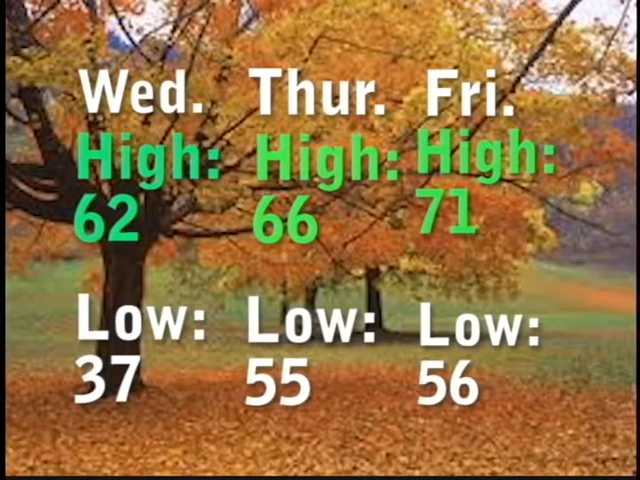 Wed. Thur. Fri.
High: High: High:
62 66 71
Low: Low: Low:
37 55 56